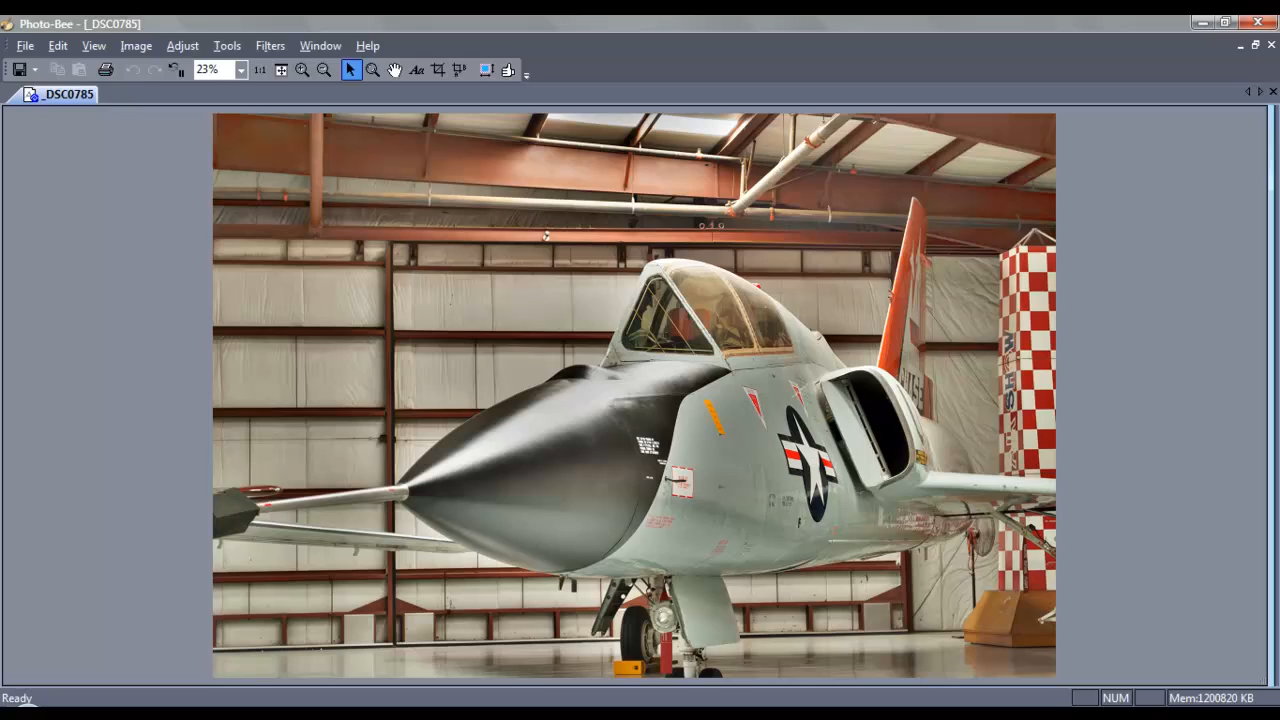 Photo-Bee - [_DSC0785]
File Edit View Image Adjust Tools Filters Window Help
23% 1:1 Aa
_DSC0785
Ready NUM Mem:1200820 KB